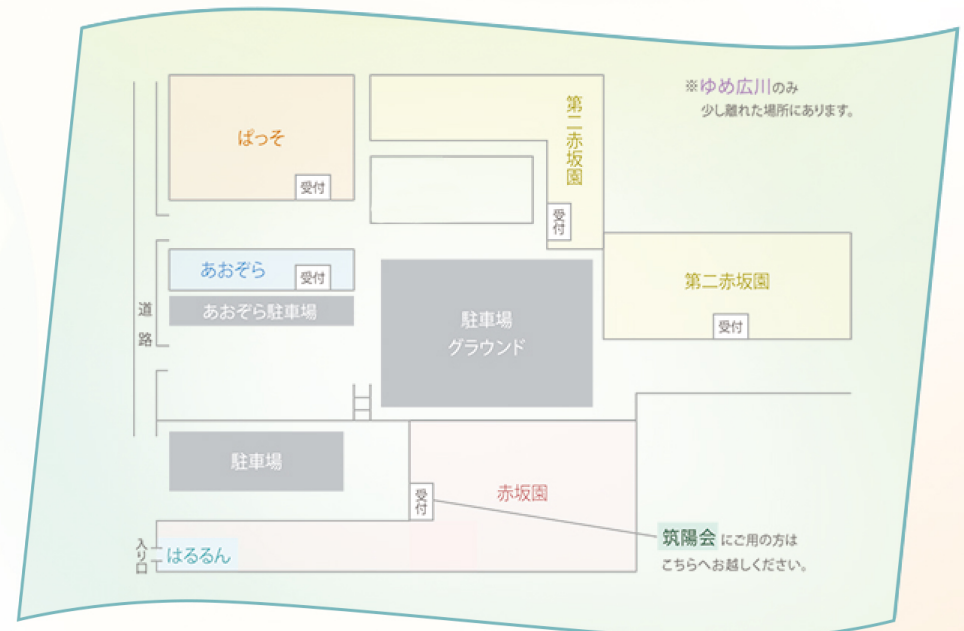 ※ゆめ広川のみ
少し離れた場所にあります。
ぱっそ
受付
第二赤坂園
受付
あおぞら
受付
あおぞら駐車場
道路
駐車場
グラウンド
第二赤坂園
受付
駐車場
受付
赤坂園
入り口
はるるん
筑陽会にご用の方は
こちらへお越しください。